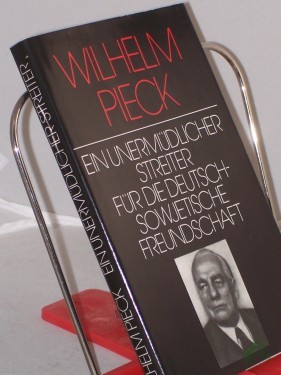 WILHELM
PIECK
EIN UNERMÜDLICHER
STREITER
FÜR DIE DEUTSCH-
SOWJETISCHE
FREUNDSCHAFT
WILHELM PIECK EIN UNERMÜDLICHER STREITER